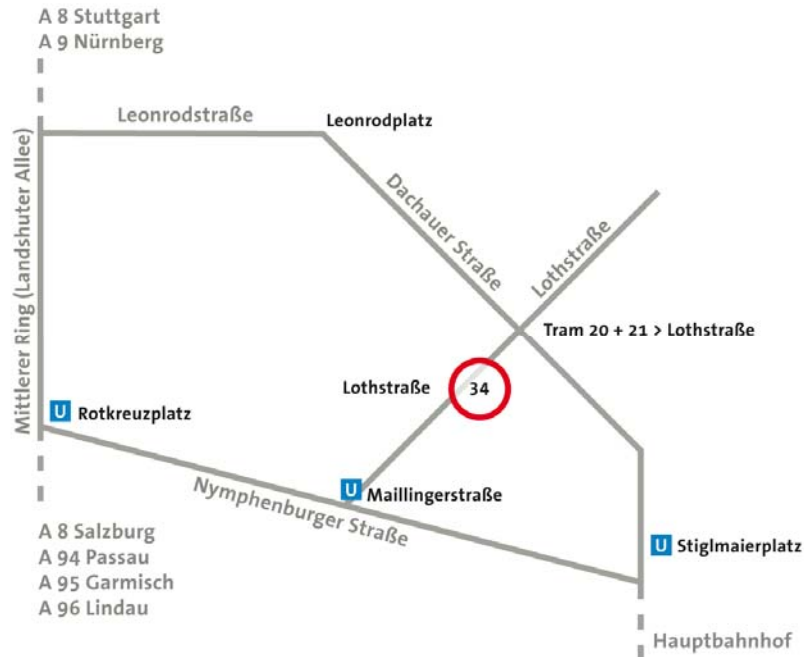 A 8 Stuttgart
A 9 Nürnberg
Leonrodstraße
Leonrodplatz
Mittlerer Ring (Landshuter Allee)
Dachauer Straße
Lothstraße
Tram 20 + 21 > Lothstraße
Lothstraße 34
U Rotkreuzplatz
U Maillingerstraße
Nymphenburger Straße
A 8 Salzburg
A 94 Passau
A 95 Garmisch
A 96 Lindau
U Stiglmaierplatz
Hauptbahnhof